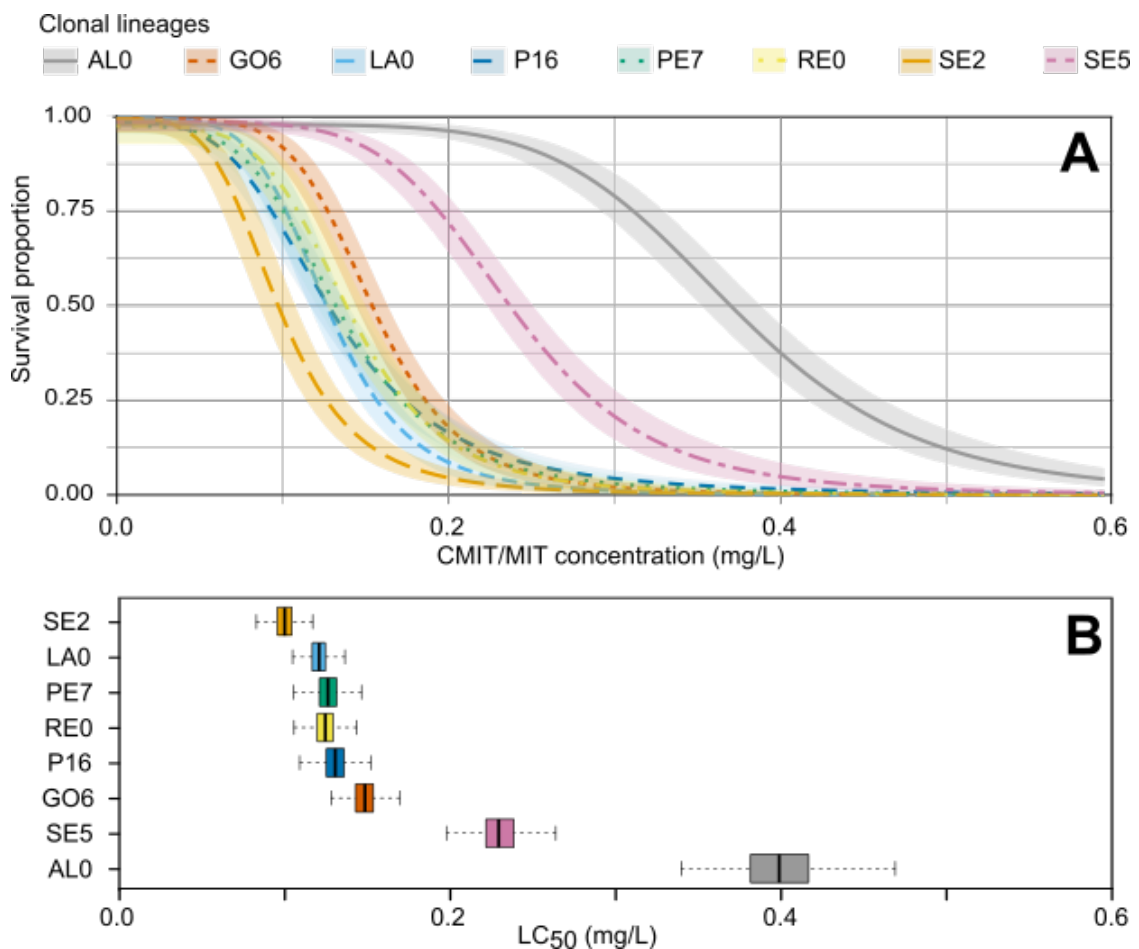 Clonal lineages
AL0 GO6 LA0 P16 PE7 RE0 SE2 SE5
A
1.00
0.75
0.50
0.25
0.00
Survival proportion
0.0 0.2 0.4 0.6
CMIT/MIT concentration (mg/L)
B
SE2
LA0
PE7
RE0
P16
GO6
SE5
AL0
0.0 0.2 0.4 0.6
LC50 (mg/L)